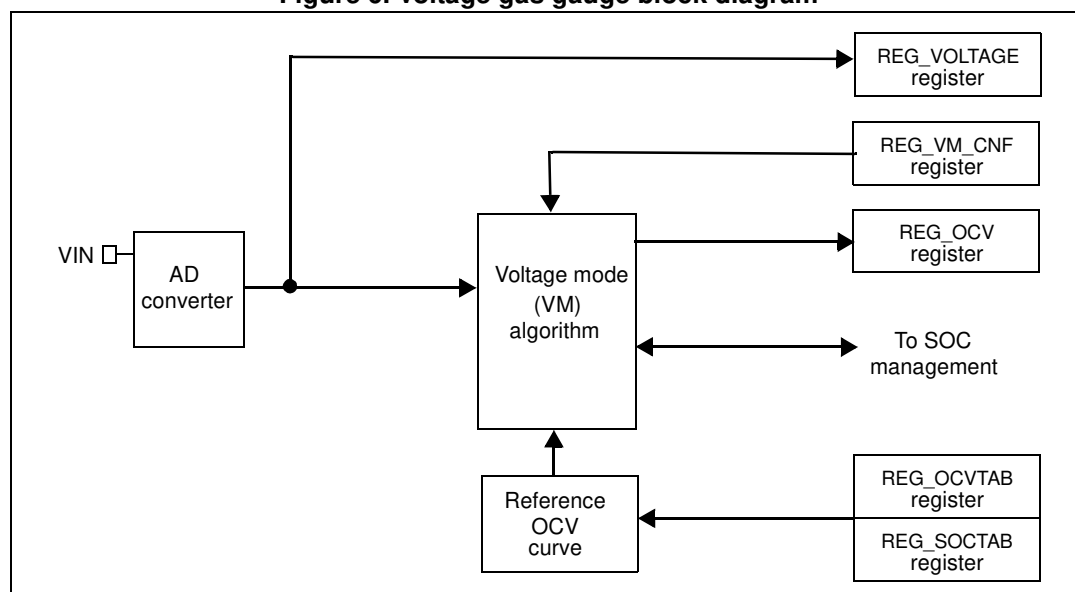 Figure 6. Voltage gas gauge block diagram
REG_VOLTAGE
register
REG_VM_CNF
register
VIN
AD
converter
Voltage mode
(VM)
algorithm
REG_OCV
register
To SOC
management
Reference
OCV
curve
REG_OCVTAB
register
REG_SOCTAB
register